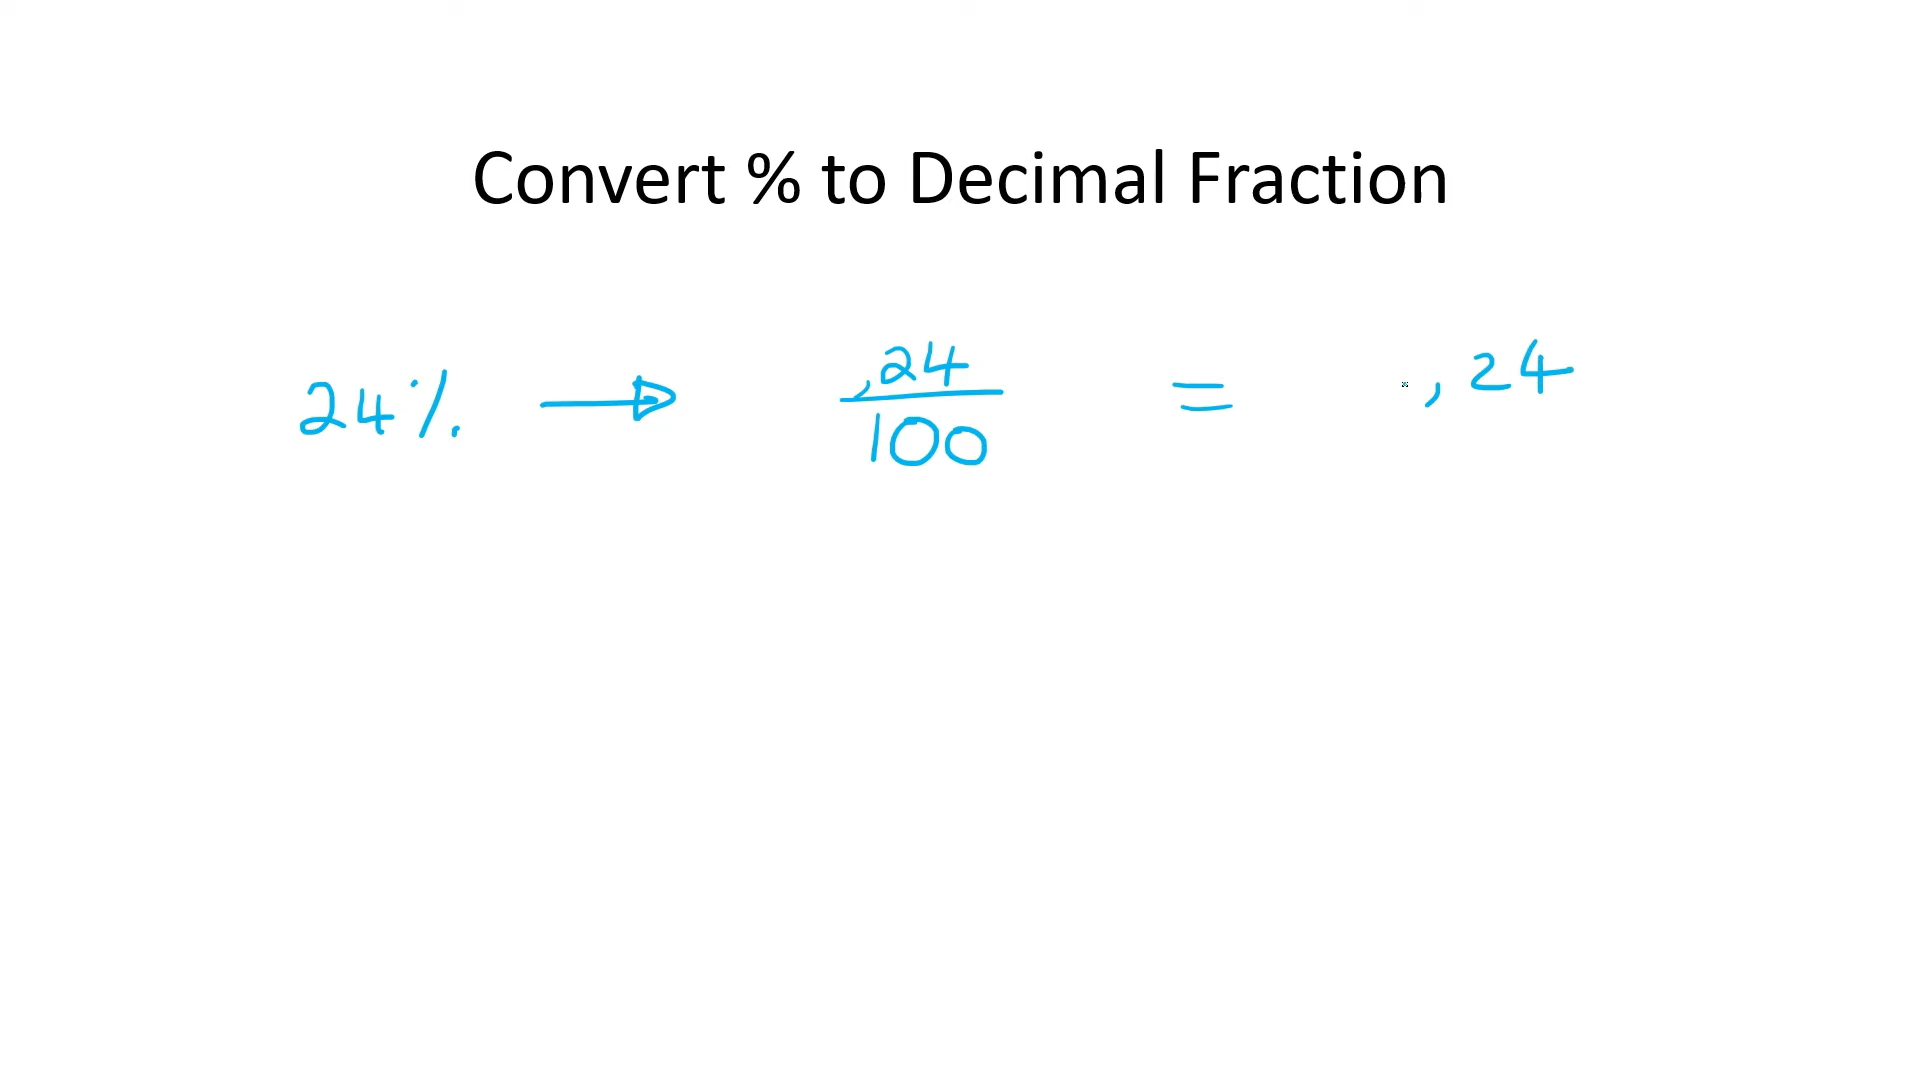 Convert % to Decimal Fraction
24% → ,24/100 = ,24